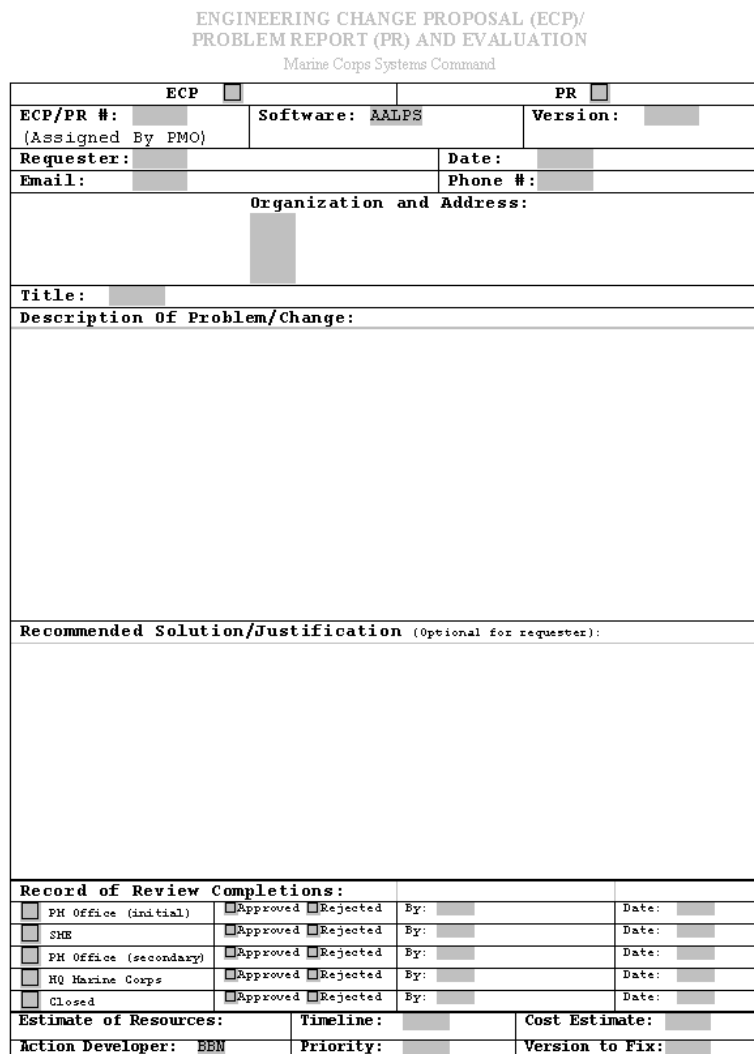 ENGINEERING CHANGE PROPOSAL (ECP)/
PROBLEM REPORT (PR) AND EVALUATION
Marine Corps Systems Command
ECP PR
ECP/PR #: Software: AALPS Version:
(Assigned By PMO)
Requester: Date:
Email: Phone #:
Organization and Address:
Title:
Description Of Problem/Change:
Recommended Solution/Justification (Optional for requester):
Record of Review Completions:
PM Office (initial) Approved Rejected By: Date:
SME Approved Rejected By: Date:
PM Office (secondary) Approved Rejected By: Date:
HQ Marine Corps Approved Rejected By: Date:
Closed Approved Rejected By: Date:
Estimate of Resources: Timeline: Cost Estimate:
Action Developer: BBN Priority: Version to Fix: